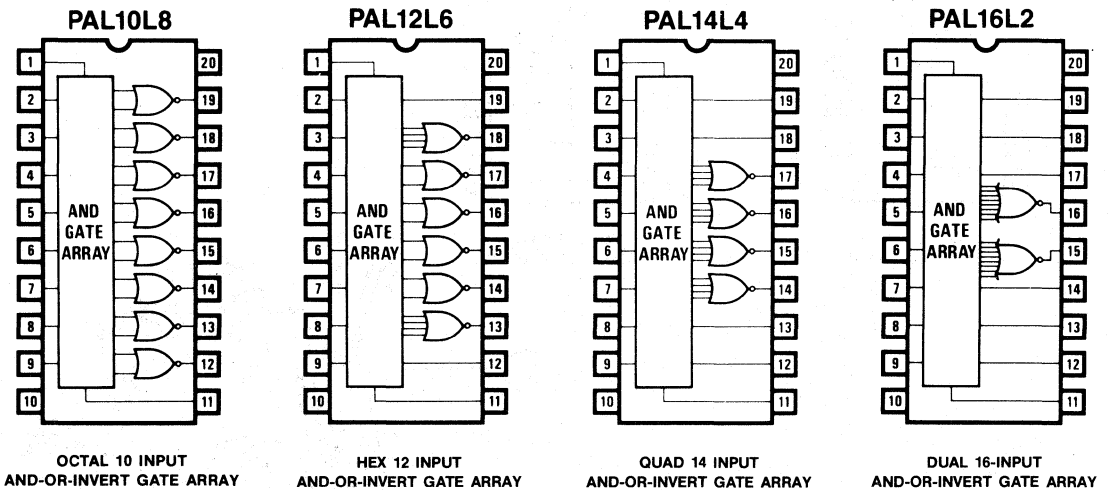 PAL10L8
1 20
2 19
3 18
4 17
5 16
6 15
7 14
8 13
9 12
10 11
AND
GATE
ARRAY
OCTAL 10 INPUT
AND-OR-INVERT GATE ARRAY
PAL12L6
1 20
2 19
3 18
4 17
5 16
6 15
7 14
8 13
9 12
10 11
AND
GATE
ARRAY
HEX 12 INPUT
AND-OR-INVERT GATE ARRAY
PAL14L4
1 20
2 19
3 18
4 17
5 16
6 15
7 14
8 13
9 12
10 11
AND
GATE
ARRAY
QUAD 14 INPUT
AND-OR-INVERT GATE ARRAY
PAL16L2
1 20
2 19
3 18
4 17
5 16
6 15
7 14
8 13
9 12
10 11
AND
GATE
ARRAY
DUAL 16-INPUT
AND-OR-INVERT GATE ARRAY